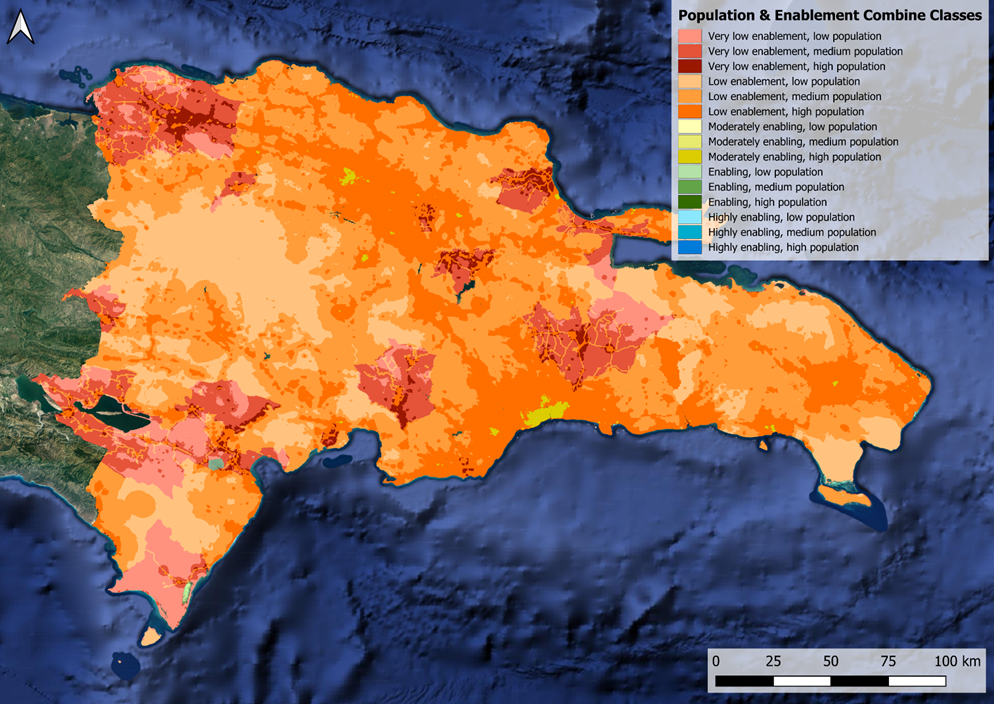 Population & Enablement Combine Classes
Very low enablement, low population
Very low enablement, medium population
Very low enablement, high population
Low enablement, low population
Low enablement, medium population
Low enablement, high population
Moderately enabling, low population
Moderately enabling, medium population
Moderately enabling, high population
Enabling, low population
Enabling, medium population
Enabling, high population
Highly enabling, low population
Highly enabling, medium population
Highly enabling, high population
0 25 50 75 100 km